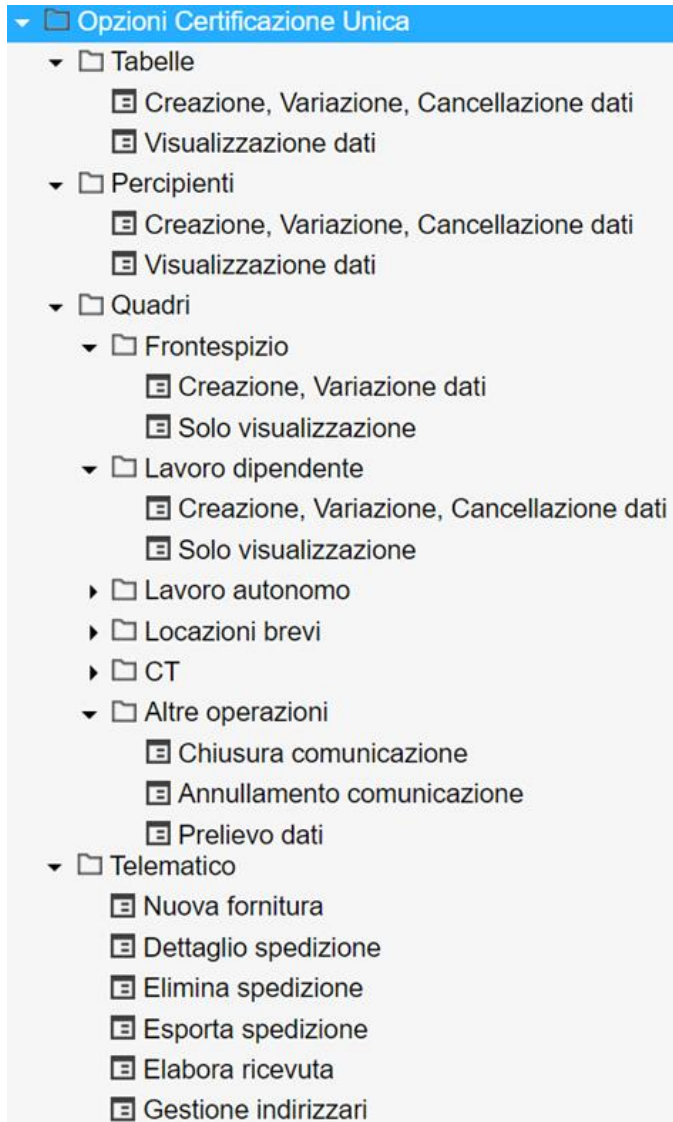 Opzioni Certificazione Unica
Tabelle
Creazione, Variazione, Cancellazione dati
Visualizzazione dati
Percipienti
Creazione, Variazione, Cancellazione dati
Visualizzazione dati
Quadri
Frontespizio
Creazione, Variazione dati
Solo visualizzazione
Lavoro dipendente
Creazione, Variazione, Cancellazione dati
Solo visualizzazione
Lavoro autonomo
Locazioni brevi
CT
Altre operazioni
Chiusura comunicazione
Annullamento comunicazione
Prelievo dati
Telematico
Nuova fornitura
Dettaglio spedizione
Elimina spedizione
Esporta spedizione
Elabora ricevuta
Gestione indirizzari